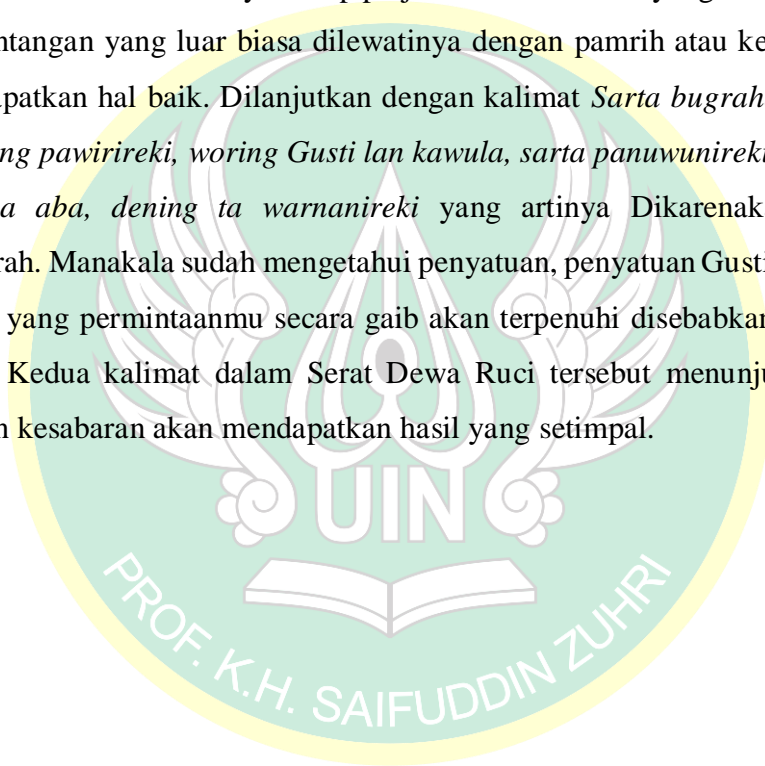 ntangan yang luar biasa dilewatinya dengan pamrih atau ke
apatkan hal baik. Dilanjutkan dengan kalimat Sarta bugrah
ng pawirireki, woring Gusti lan kawula, sarta panuwunireki
a aba, dening ta warnanireki yang artinya Dikarenak
rah. Manakala sudah mengetahui penyatuan, penyatuan Gusti
yang permintaanmu secara gaib akan terpenuhi disebabkan
Kedua kalimat dalam Serat Dewa Ruci tersebut menunju
n kesabaran akan mendapatkan hasil yang setimpal.
UIN
PROF. K.H. SAIFUDDIN ZUHRI